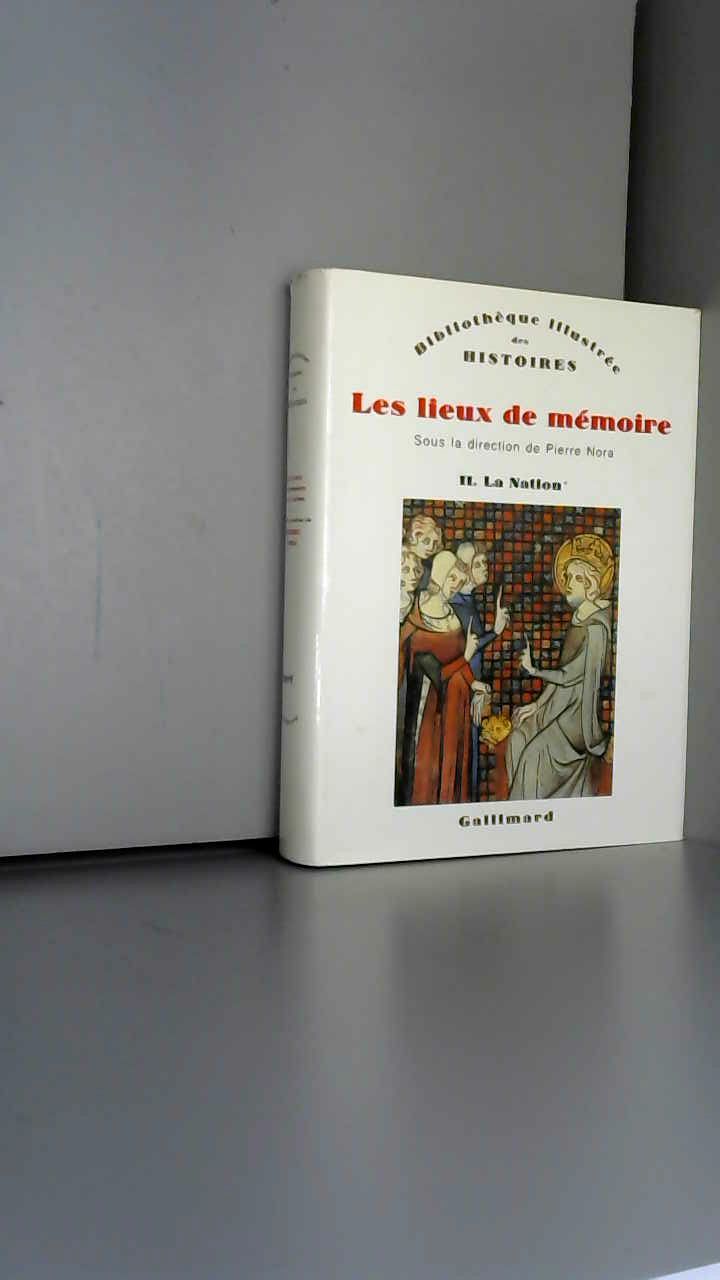 Bibliothèque illustrée
des
HISTOIRES
Les lieux de mémoire
Sous la direction de Pierre Nora
II. La Nation*
Gallimard